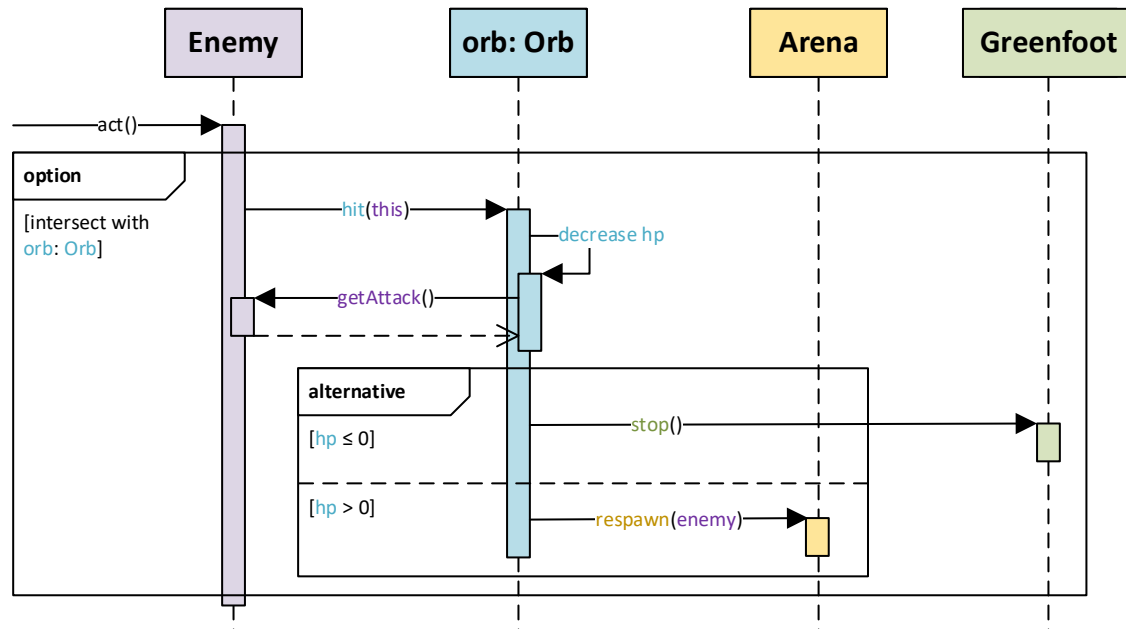 Enemy
orb: Orb
Arena
Greenfoot
act()
option
[intersect with
orb: Orb]
hit(this)
decrease hp
getAttack()
alternative
[hp ≤ 0]
stop()
[hp > 0]
respawn(enemy)